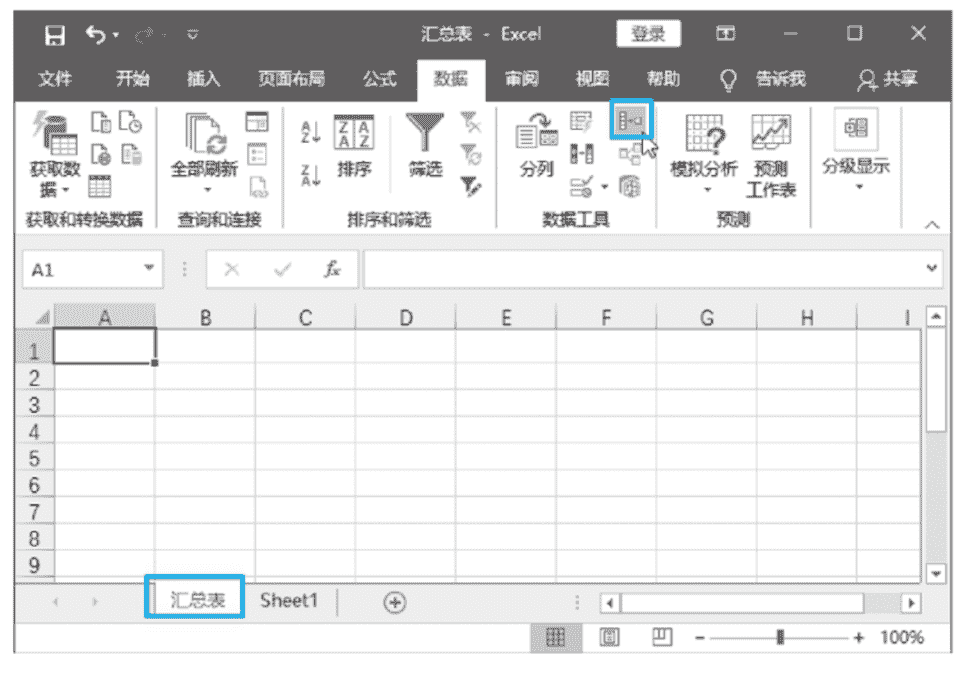 汇总表 - Excel 登录
文件 开始 插入 页面布局 公式 数据 审阅 视图 帮助 告诉我 共享
获取数据 全部刷新 排序 筛选 分列 模拟分析 预测工作表 分级显示
获取和转换数据 查询和连接 排序和筛选 数据工具 预测
A1 fx
A B C D E F G H I
1
2
3
4
5
6
7
8
9
汇总表 Sheet1
100%